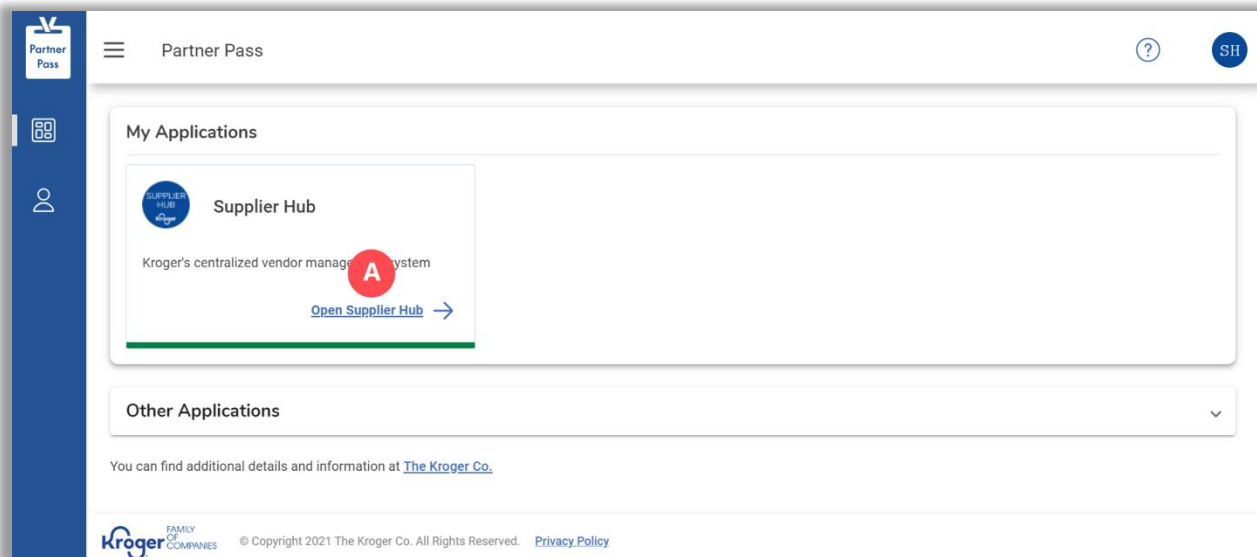 Partner
Pass
Partner Pass
?
SH
My Applications
SUPPLIER
HUB
Kroger
Supplier Hub
Kroger's centralized vendor manage ystem
A
Open Supplier Hub
Other Applications
You can find additional details and information at The Kroger Co.
Kroger
FAMILY
OF
COMPANIES
© Copyright 2021 The Kroger Co. All Rights Reserved. Privacy Policy